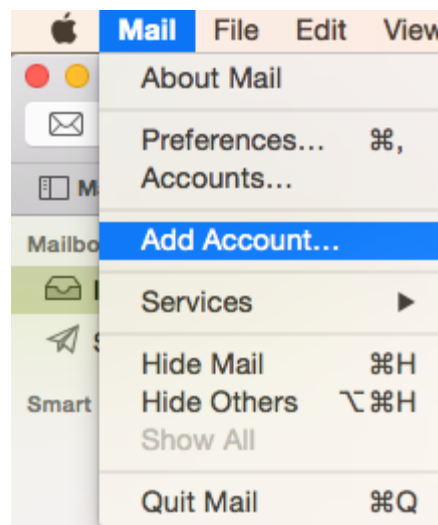 Mail File Edit View
About Mail
Preferences... ⌘,
Accounts...
Add Account...
Services ▶
Hide Mail ⌘H
Hide Others ⌥⌘H
Show All
Quit Mail ⌘Q
Mailbo
Smart